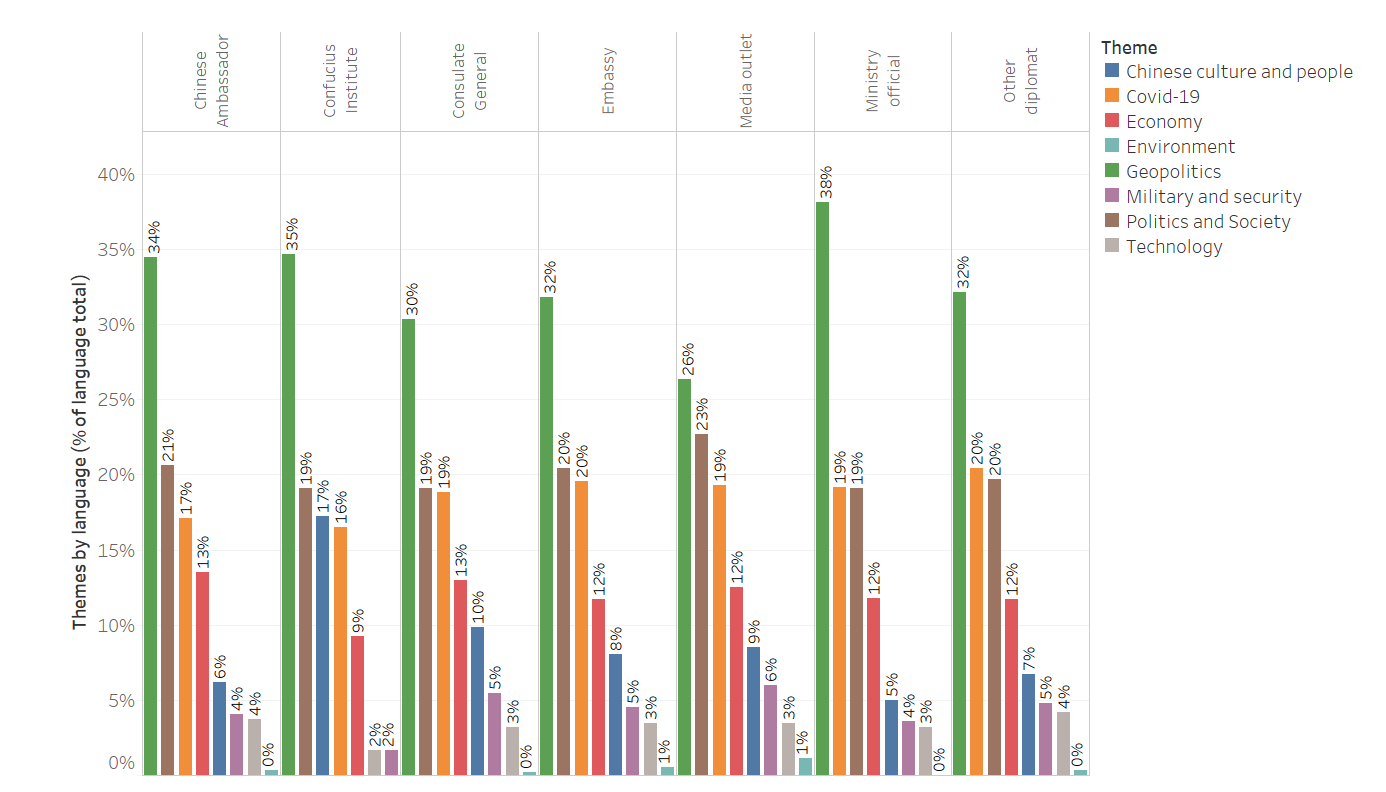 Chinese
Ambassador
Confucius
Institute
Consulate
General
Embassy
Media outlet
Ministry
official
Other
diplomat
Theme
Chinese culture and people
Covid-19
Economy
Environment
Geopolitics
Military and security
Politics and Society
Technology
Themes by language (% of language total)
40%
35%
30%
25%
20%
15%
10%
5%
0%
34%
21%
17%
13%
6%
4%
4%
0%
35%
19%
17%
16%
9%
2%
2%
30%
19%
19%
13%
10%
5%
3%
0%
32%
20%
20%
12%
8%
5%
3%
1%
26%
23%
19%
12%
9%
6%
3%
1%
38%
19%
19%
12%
5%
4%
3%
0%
32%
20%
20%
12%
7%
5%
4%
0%